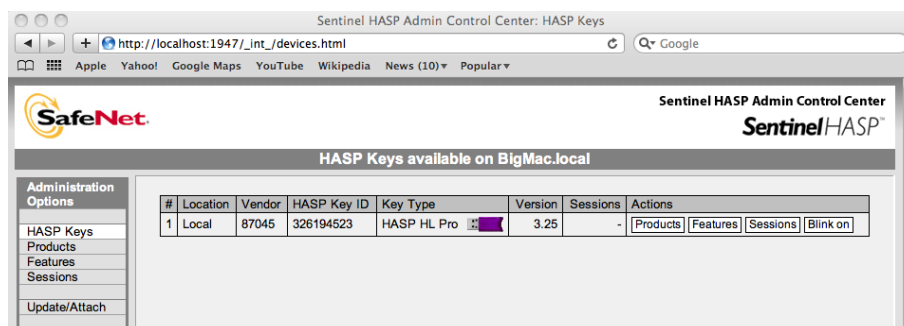 Sentinel HASP Admin Control Center: HASP Keys
http://localhost:1947/_int_/devices.html
Google
Apple Yahoo! Google Maps YouTube Wikipedia News (10) Popular
SafeNet.
Sentinel HASP Admin Control Center
Sentinel HASP™
HASP Keys available on BigMac.local
Administration
Options
HASP Keys
Products
Features
Sessions
Update/Attach
# Location Vendor HASP Key ID Key Type Version Sessions Actions
1 Local 87045 326194523 HASP HL Pro 3.25 - Products Features Sessions Blink on